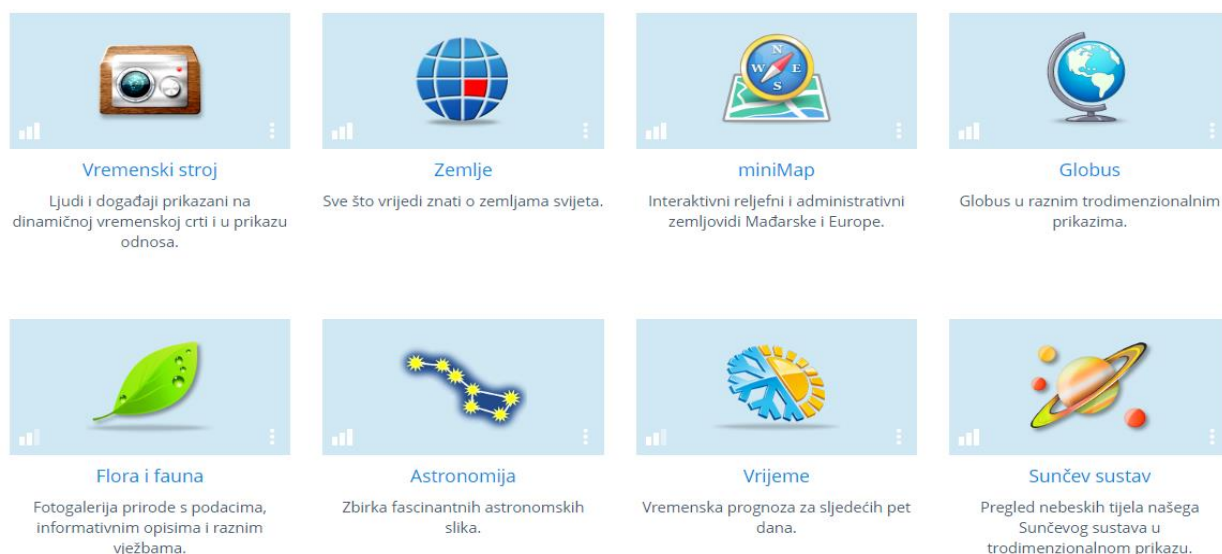 N
W
E
S
Vremenski stroj
Ljudi i događaji prikazani na
dinamičnoj vremenskoj crti i u prikazu
odnosa.
Zemlje
Sve što vrijedi znati o zemljama svijeta.
miniMap
Interaktivni reljefni i administrativni
zemljovidi Mađarske i Europe.
Globus
Globus u raznim trodimenzionalnim
prikazima.
Flora i fauna
Fotogalerija prirode s podacima,
informativnim opisima i raznim
vježbama.
Astronomija
Zbirka fascinantnih astronomskih
slika.
Vrijeme
Vremenska prognoza za sljedećih pet
dana.
Sunčev sustav
Pregled nebeskih tijela našega
Sunčevog sustava u
trodimenzionalnom prikazu.